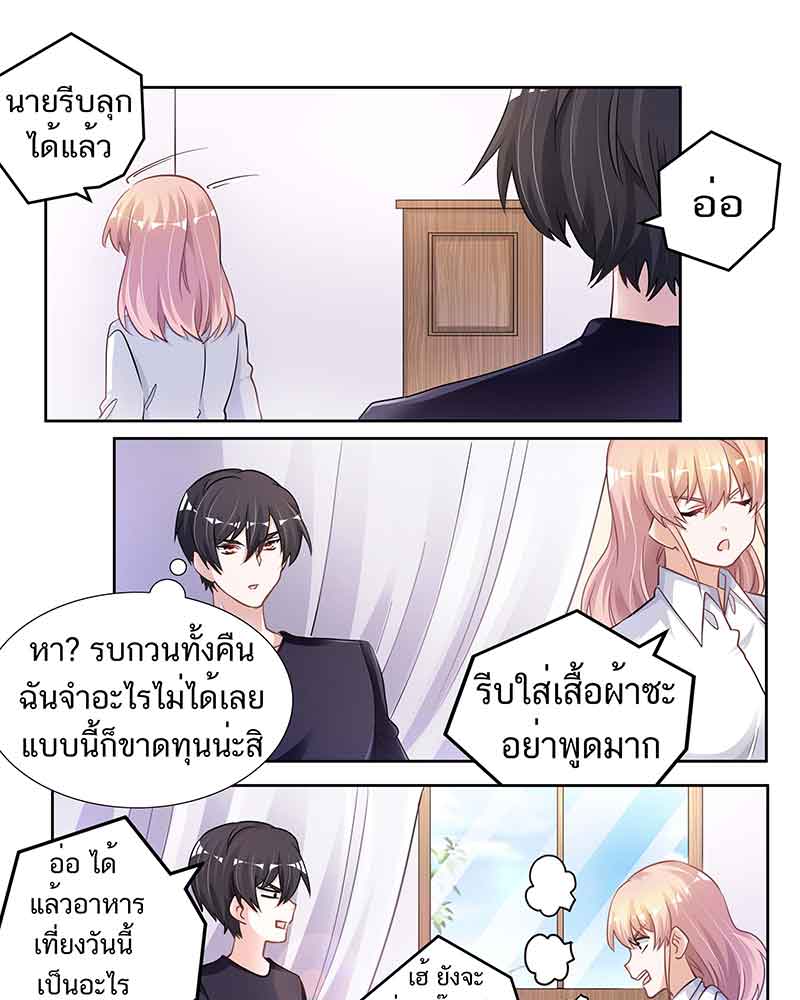 นายรีบลุก
ได้แล้ว
อ่อ
หา? รบกวนทั้งคืน
ฉันจำอะไรไม่ได้เลย
แบบนี้ก็ขาดทุนน่ะสิ
รีบใส่เสื้อผ้าซะ
อย่าพูดมาก
อ่อ ได้
แล้วอาหาร
เที่ยงวันนี้
เป็นอะไร
เฮ้ ยังจะ